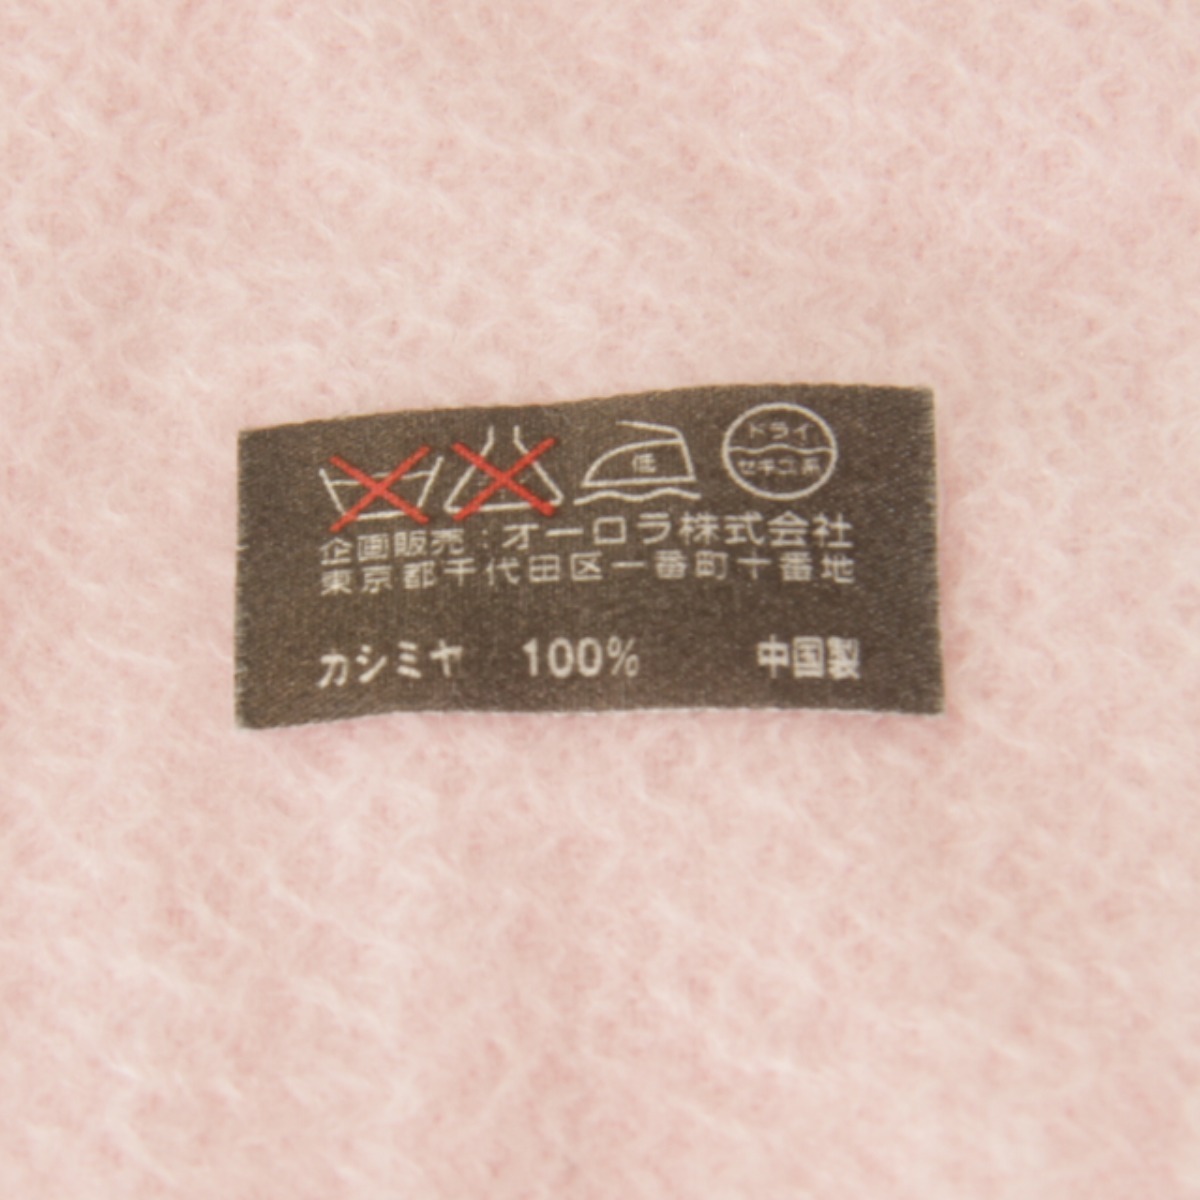 低
ドライ
セキユ系
企画販売：オーロラ株式会社
東京都千代田区一番町十番地
カシミヤ 100% 中国製